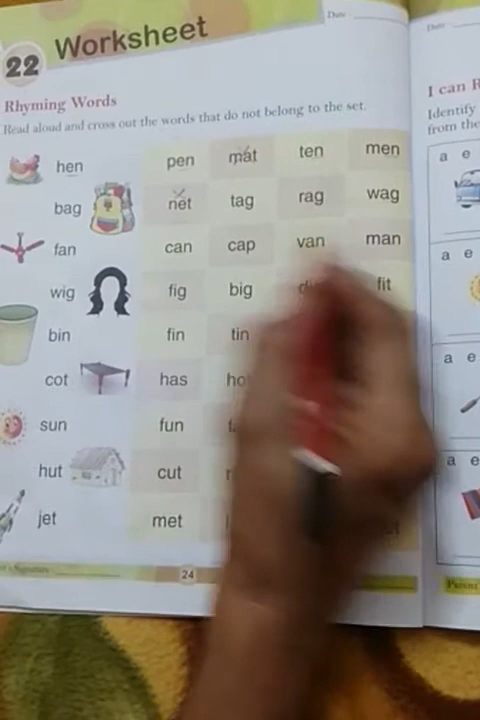 Worksheet
22
Date
Rhyming Words
Read aloud and cross out the words that do not belong to the set.
hen pen mat ten men
bag net tag rag wag
fan can cap van man
wig fig big fit
bin fin tin
cot has
sun fun
hut cut
jet met
24
Date
I can
Identify
from the
a e
a e
a e
a e